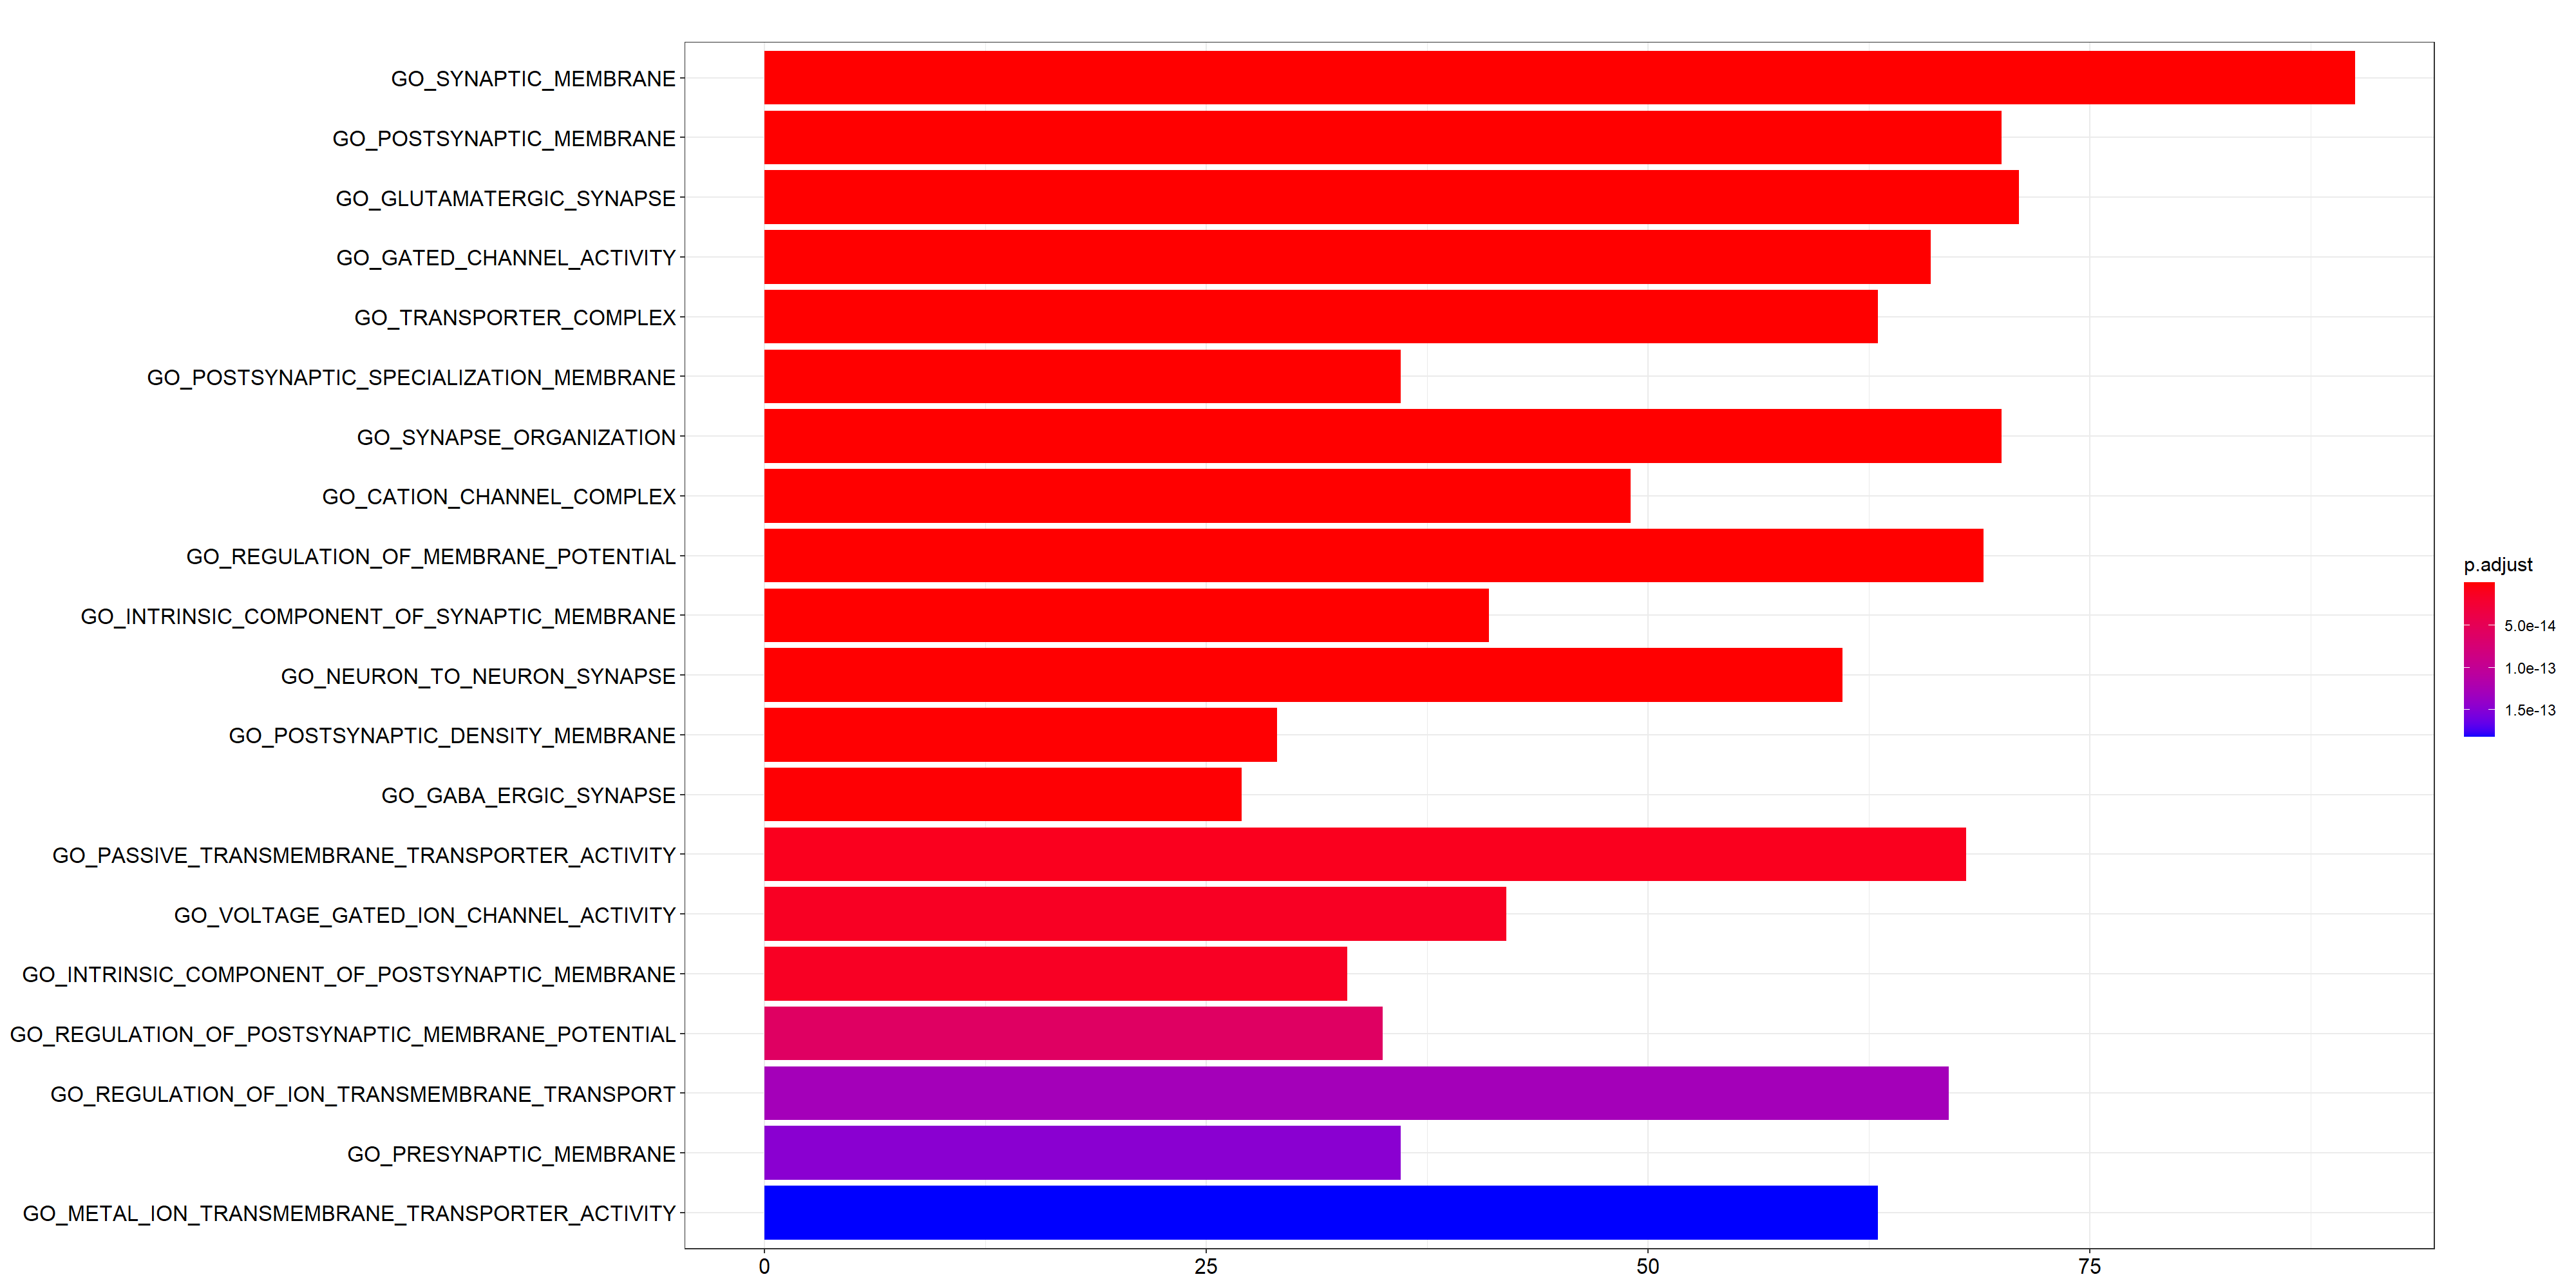 GO_SYNAPTIC_MEMBRANE
GO_POSTSYNAPTIC_MEMBRANE
GO_GLUTAMATERGIC_SYNAPSE
GO_GATED_CHANNEL_ACTIVITY
GO_TRANSPORTER_COMPLEX
GO_POSTSYNAPTIC_SPECIALIZATION_MEMBRANE
GO_SYNAPSE_ORGANIZATION
GO_CATION_CHANNEL_COMPLEX
GO_REGULATION_OF_MEMBRANE_POTENTIAL
GO_INTRINSIC_COMPONENT_OF_SYNAPTIC_MEMBRANE
GO_NEURON_TO_NEURON_SYNAPSE
GO_POSTSYNAPTIC_DENSITY_MEMBRANE
GO_GABA_ERGIC_SYNAPSE
GO_PASSIVE_TRANSMEMBRANE_TRANSPORTER_ACTIVITY
GO_VOLTAGE_GATED_ION_CHANNEL_ACTIVITY
GO_INTRINSIC_COMPONENT_OF_POSTSYNAPTIC_MEMBRANE
GO_REGULATION_OF_POSTSYNAPTIC_MEMBRANE_POTENTIAL
GO_REGULATION_OF_ION_TRANSMEMBRANE_TRANSPORT
GO_PRESYNAPTIC_MEMBRANE
GO_METAL_ION_TRANSMEMBRANE_TRANSPORTER_ACTIVITY
0 25 50 75
p.adjust
5.0e-14
1.0e-13
1.5e-13